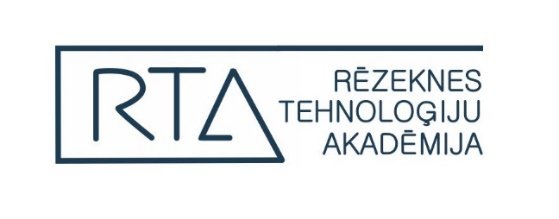 RTA
RĒZEKNES
TEHNOLOĢIJU
AKADĒMIJA